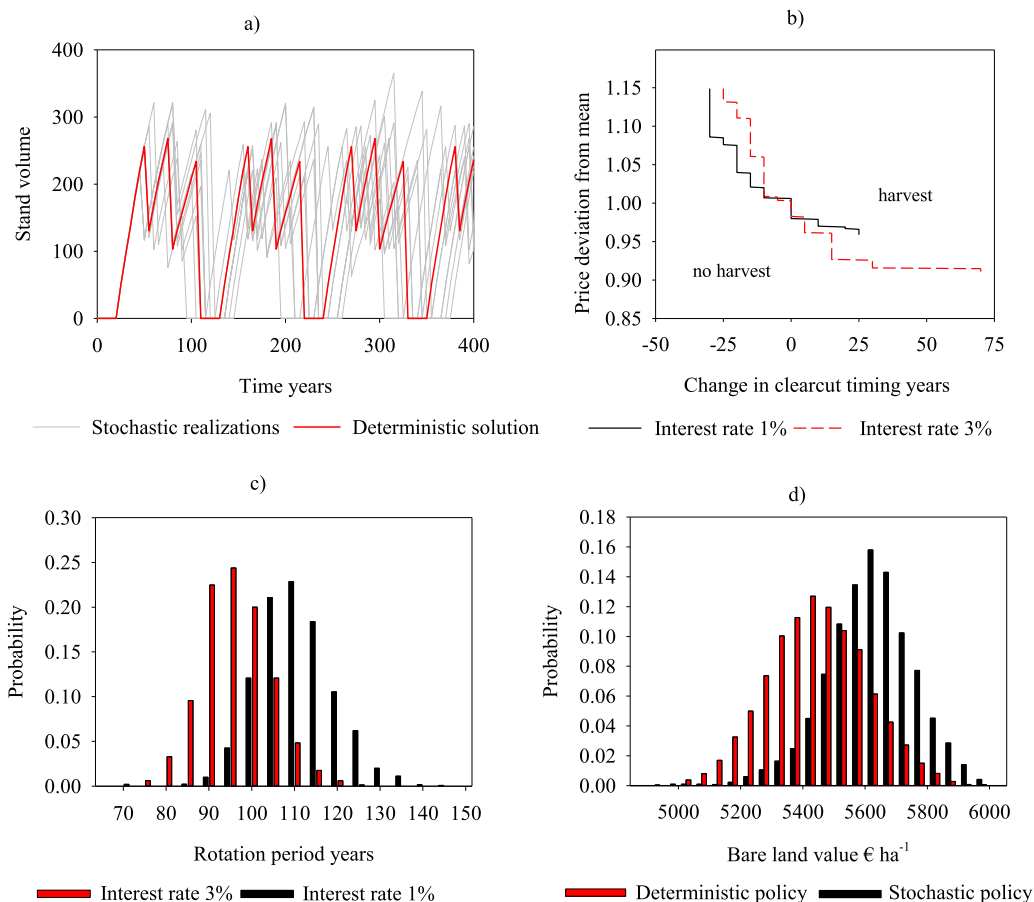 a)
400
300
200
100
0
Stand volume
0 100 200 300 400
Time years
Stochastic realizations Deterministic solution
b)
1.15
1.10
1.05
1.00
0.95
0.90
0.85
Price deviation from mean
harvest
no harvest
-50 -25 0 25 50 75
Change in clearcut timing years
Interest rate 1% Interest rate 3%
c)
0.30
0.25
0.20
0.15
0.10
0.05
0.00
Probability
70 80 90 100 110 120 130 140 150
Rotation period years
Interest rate 3% Interest rate 1%
d)
0.18
0.16
0.14
0.12
0.10
0.08
0.06
0.04
0.02
0.00
Probability
5000 5200 5400 5600 5800 6000
Bare land value € ha⁻¹
Deterministic policy Stochastic policy